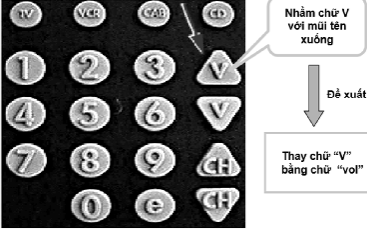 TV VCR CAB CD
1 2 3 V
4 5 6 V
7 8 9 CH
0 e CH
Nhầm chữ V
với mũi tên
xuống
Đề xuất
Thay chữ “V”
bằng chữ “vol”